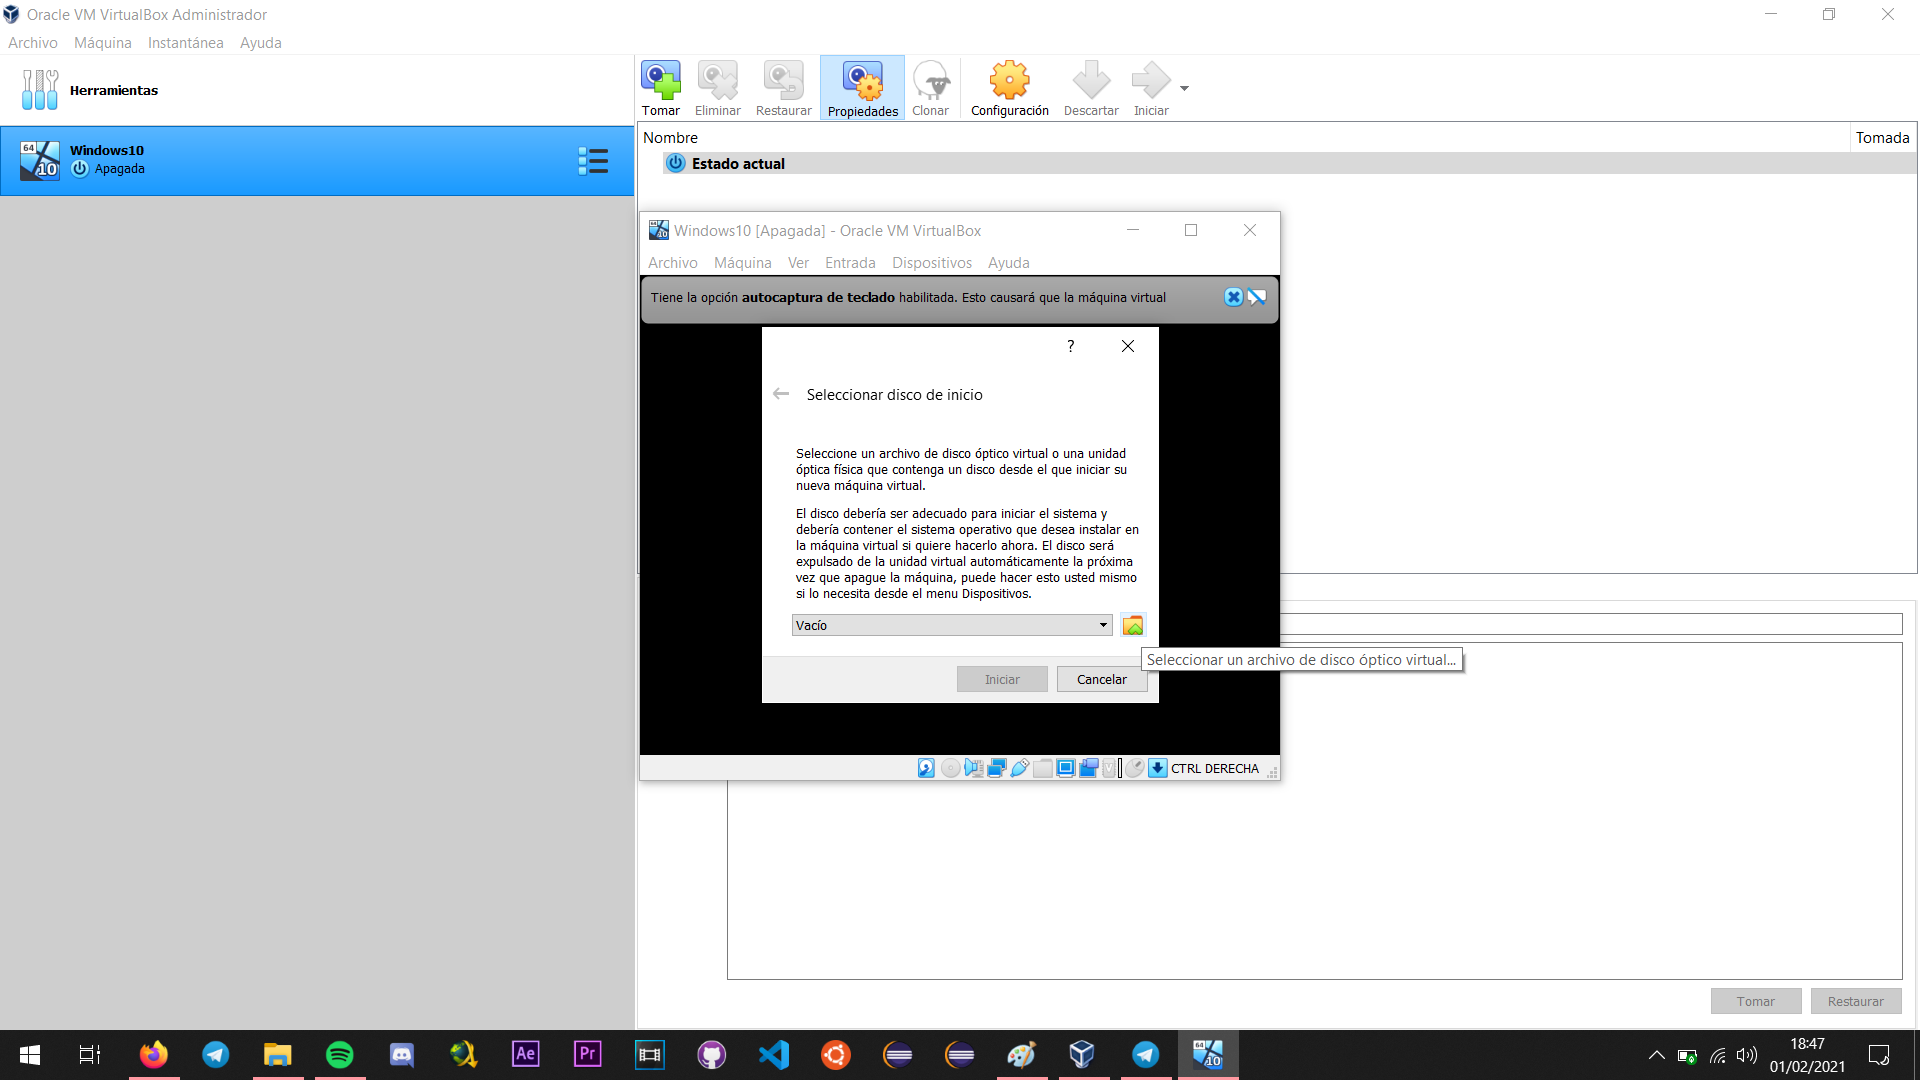 Oracle VM VirtualBox Administrador
Archivo Máquina Instantánea Ayuda
Herramientas
Tomar Eliminar Restaurar Propiedades Clonar Configuración Descartar Iniciar
64
10
Windows10
Apagada
Nombre Tomada
Estado actual
Windows10 [Apagada] - Oracle VM VirtualBox
Archivo Máquina Ver Entrada Dispositivos Ayuda
Tiene la opción autocaptura de teclado habilitada. Esto causará que la máquina virtual
?
Seleccionar disco de inicio
Seleccione un archivo de disco óptico virtual o una unidad
óptica física que contenga un disco desde el que iniciar su
nueva máquina virtual.
El disco debería ser adecuado para iniciar el sistema y
debería contener el sistema operativo que desea instalar en
la máquina virtual si quiere hacerlo ahora. El disco será
expulsado de la unidad virtual automáticamente la próxima
vez que apague la máquina, puede hacer esto usted mismo
si lo necesita desde el menu Dispositivos.
Vacío
Seleccionar un archivo de disco óptico virtual...
Iniciar Cancelar
CTRL DERECHA
Tomar Restaurar
Ae Pr
64
10
18:47
01/02/2021